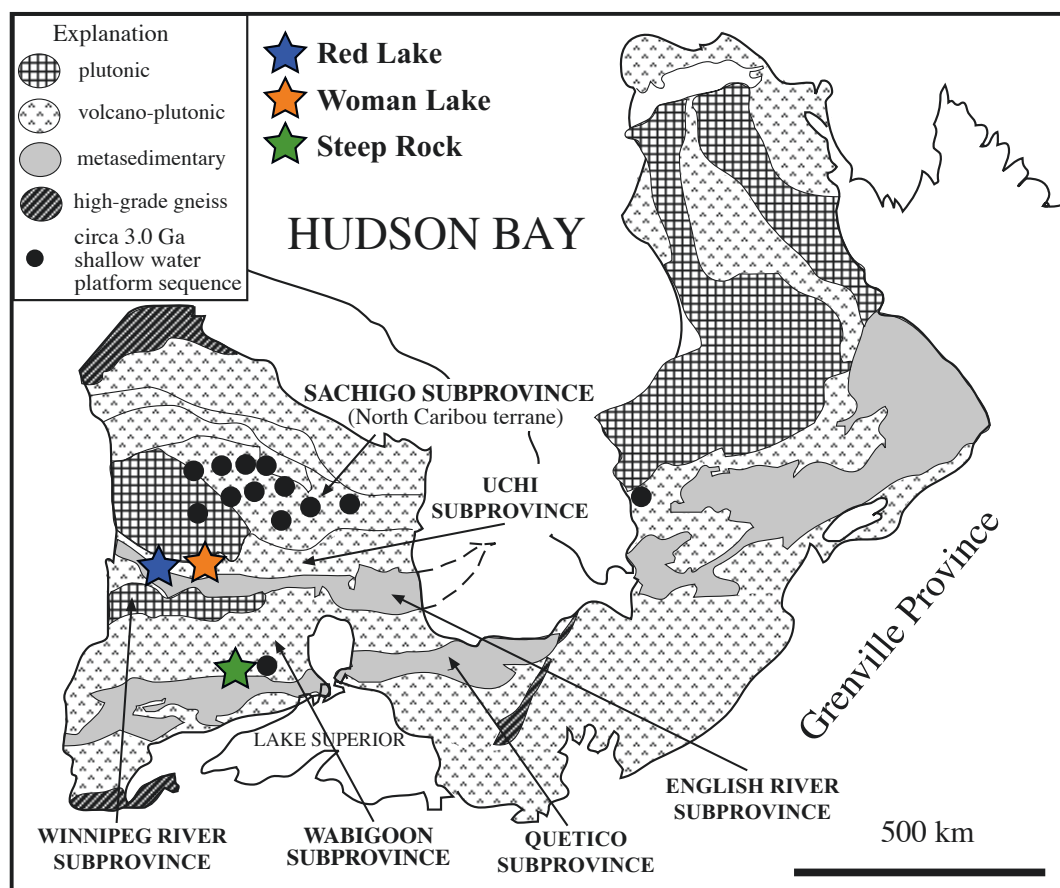 Explanation
plutonic
volcano-plutonic
metasedimentary
high-grade gneiss
circa 3.0 Ga
shallow water
platform sequence
Red Lake
Woman Lake
Steep Rock
HUDSON BAY
SACHIGO SUBPROVINCE
(North Caribou terrane)
UCHI
SUBPROVINCE
Grenville Province
LAKE SUPERIOR
ENGLISH RIVER
SUBPROVINCE
WINNIPEG RIVER
SUBPROVINCE
WABIGOON
SUBPROVINCE
QUETICO
SUBPROVINCE
500 km